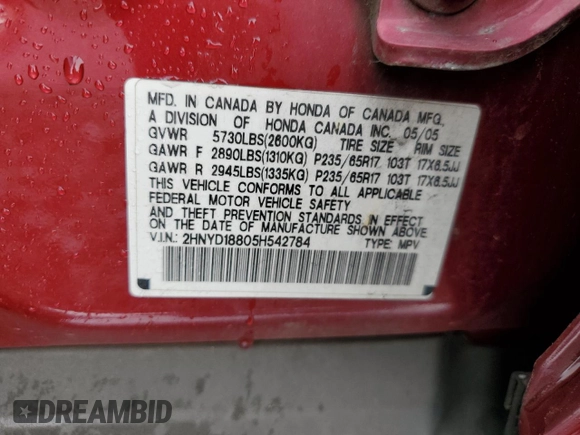 MFD. IN CANADA BY HONDA OF CANADA MFG.
A DIVISION OF HONDA CANADA INC. 05/05
GVWR 5730LBS(2600KG) TIRE SIZE RIM SIZE
GAWR F 2890LBS(1310KG) P235/65R17 103T 17X6.5JJ
GAWR R 2945LBS(1335KG) P235/65R17 103T 17X6.5JJ
THIS VEHICLE CONFORMS TO ALL APPLICABLE
FEDERAL MOTOR VEHICLE SAFETY
AND THEFT PREVENTION STANDARDS IN EFFECT
ON THE DATE OF MANUFACTURE SHOWN ABOVE
V.I.N.: 2HNYD18805H542784 TYPE: MPV
DREAMBID